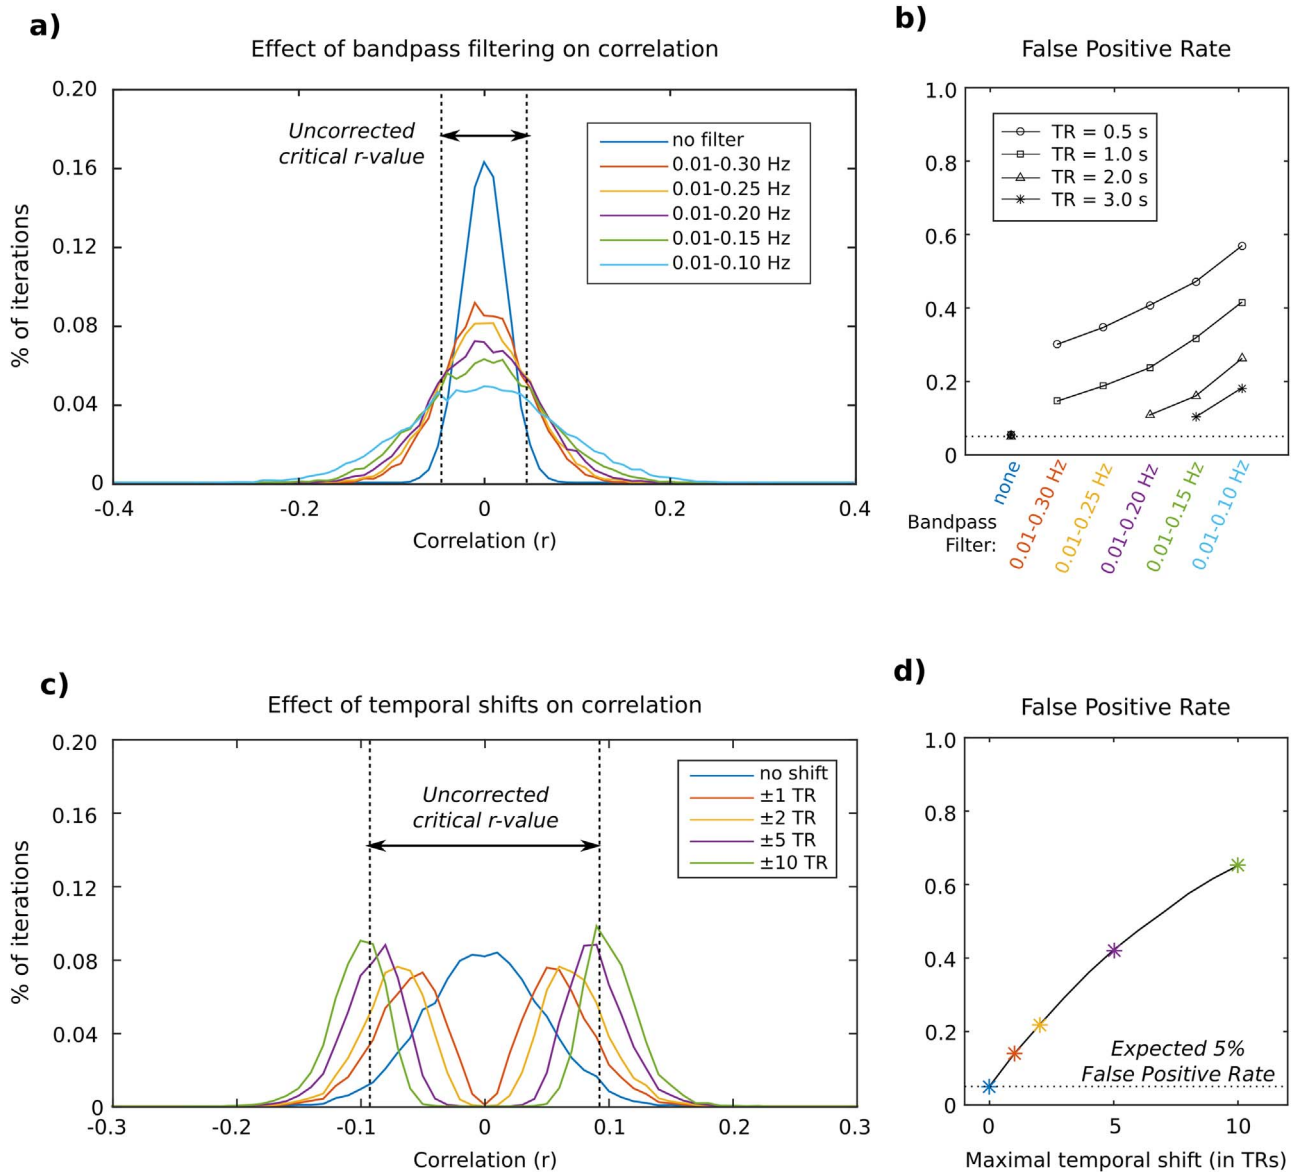 a)
Effect of bandpass filtering on correlation
0.20
0.16
0.12
0.08
0.04
0
% of iterations
Uncorrected
critical r-value
no filter
0.01-0.30 Hz
0.01-0.25 Hz
0.01-0.20 Hz
0.01-0.15 Hz
0.01-0.10 Hz
-0.4
-0.2
0
0.2
0.4
Correlation (r)
b)
False Positive Rate
1.0
0.8
0.6
0.4
0.2
0
TR = 0.5 s
TR = 1.0 s
TR = 2.0 s
TR = 3.0 s
Bandpass
Filter:
none
0.01-0.30 Hz
0.01-0.25 Hz
0.01-0.20 Hz
0.01-0.15 Hz
0.01-0.10 Hz
c)
Effect of temporal shifts on correlation
0.20
0.16
0.12
0.08
0.04
0
% of iterations
Uncorrected
critical r-value
no shift
±1 TR
±2 TR
±5 TR
±10 TR
-0.3
-0.2
-0.1
0
0.1
0.2
0.3
Correlation (r)
d)
False Positive Rate
1.0
0.8
0.6
0.4
0.2
0
Expected 5%
False Positive Rate
0
5
10
Maximal temporal shift (in TRs)